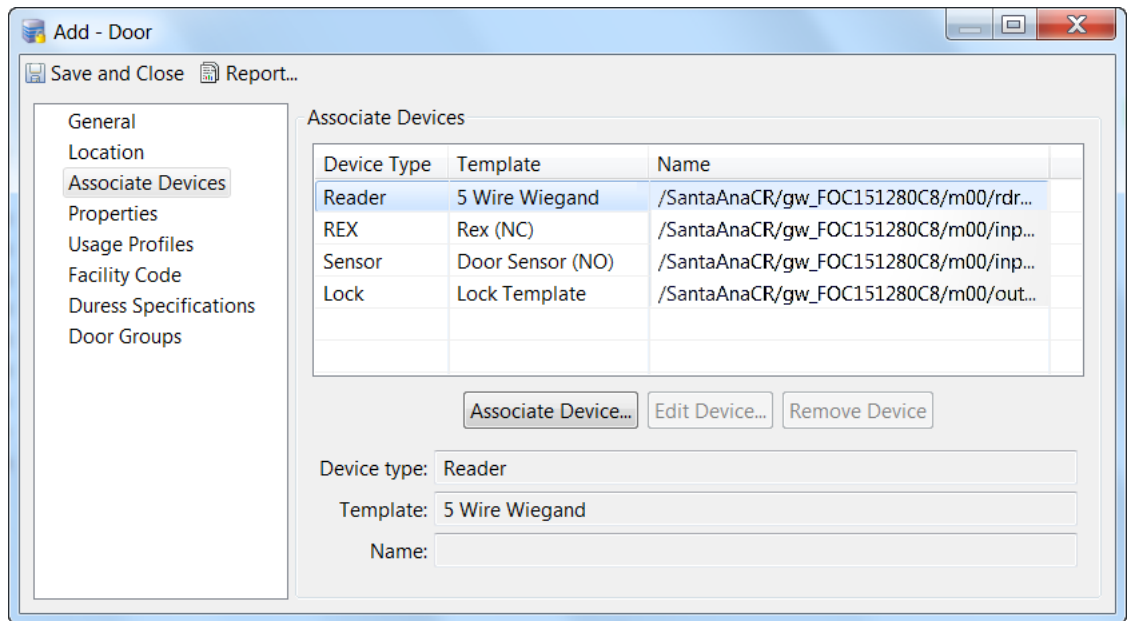 Add - Door
Save and Close Report...
General
Location
Associate Devices
Properties
Usage Profiles
Facility Code
Duress Specifications
Door Groups
Associate Devices
Device Type Template Name
Reader 5 Wire Wiegand /SantaAnaCR/gw_FOC151280C8/m00/rdr...
REX Rex (NC) /SantaAnaCR/gw_FOC151280C8/m00/inp...
Sensor Door Sensor (NO) /SantaAnaCR/gw_FOC151280C8/m00/inp...
Lock Lock Template /SantaAnaCR/gw_FOC151280C8/m00/out...
Associate Device... Edit Device... Remove Device
Device type: Reader
Template: 5 Wire Wiegand
Name: